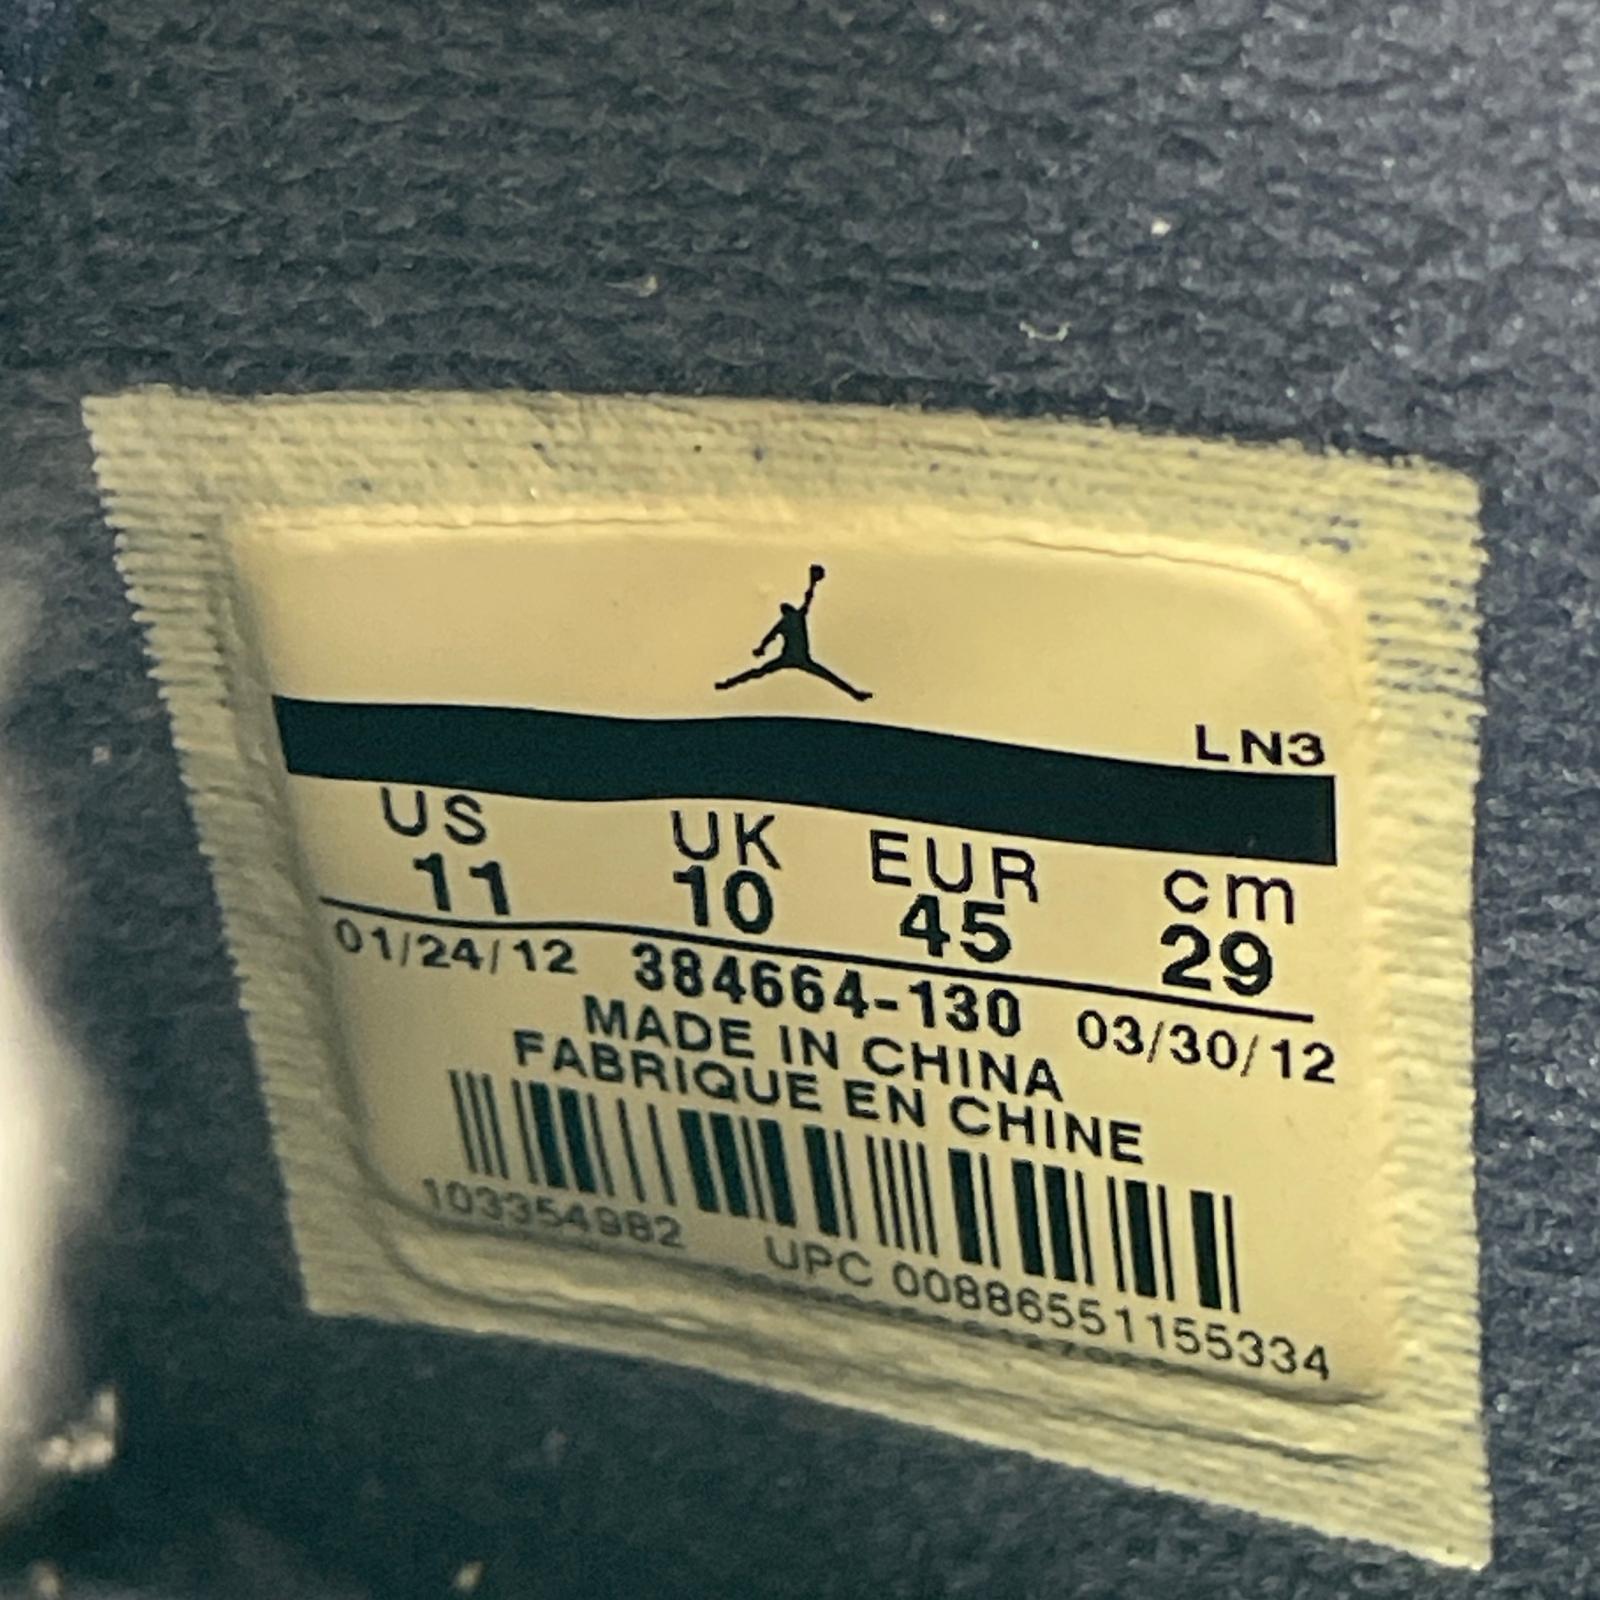 LN3
US UK EUR cm
11 10 45 29
01/24/12 384664-130 03/30/12
MADE IN CHINA
FABRIQUE EN CHINE
103354982 UPC 00886551155334